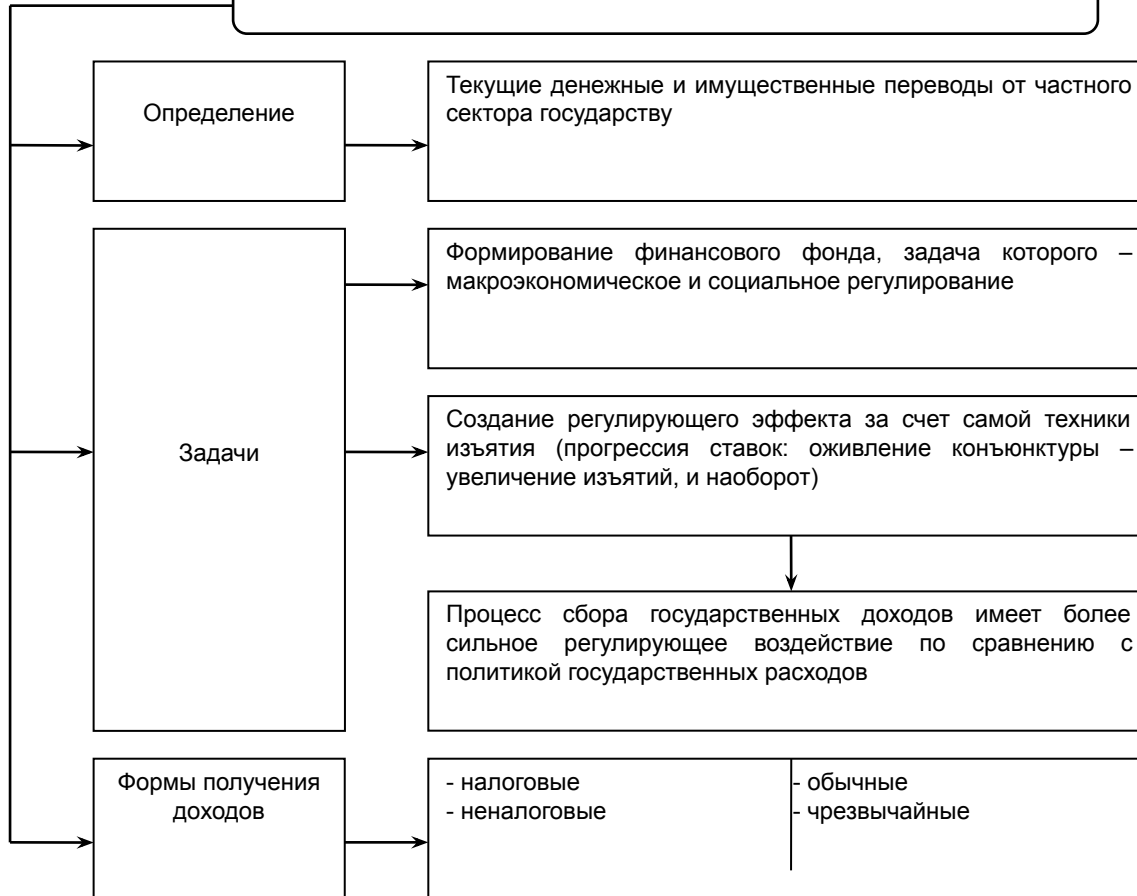 Определение
Текущие денежные и имущественные переводы от частного
сектора государству
Задачи
Формирование финансового фонда, задача которого –
макроэкономическое и социальное регулирование
Создание регулирующего эффекта за счет самой техники
изъятия (прогрессия ставок: оживление конъюнктуры –
увеличение изъятий, и наоборот)
Процесс сбора государственных доходов имеет более
сильное регулирующее воздействие по сравнению с
политикой государственных расходов
Формы получения
доходов
- налоговые
- неналоговые
- обычные
- чрезвычайные